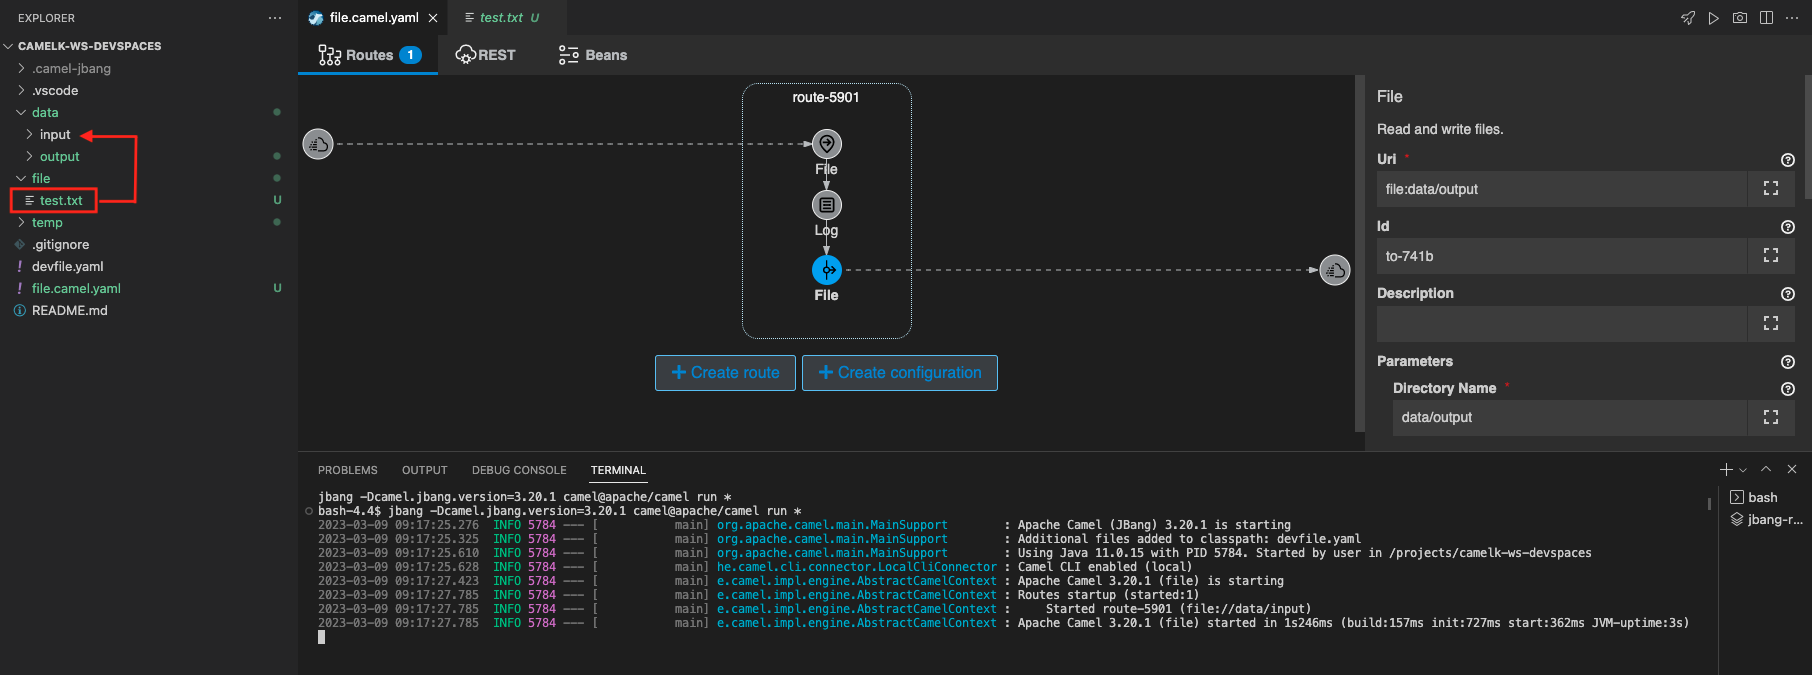 EXPLORER
CAMELK-WS-DEVSPACES
.camel-jbang
.vscode
data
input
output
file
test.txt U
temp
.gitignore
! devfile.yaml
! file.camel.yaml U
README.md
file.camel.yaml
test.txt U
Routes 1
REST
Beans
route-5901
File
Log
File
+ Create route
+ Create configuration
File
Read and write files.
Uri *
file:data/output
Id
to-741b
Description
Parameters
Directory Name *
data/output
PROBLEMS OUTPUT DEBUG CONSOLE TERMINAL
jbang -Dcamel.jbang.version=3.20.1 camel@apache/camel run *
bash-4.4$ jbang -Dcamel.jbang.version=3.20.1 camel@apache/camel run *
2023-03-09 09:17:25.276 INFO 5784 --- [ main] org.apache.camel.main.MainSupport : Apache Camel (JBang) 3.20.1 is starting
2023-03-09 09:17:25.325 INFO 5784 --- [ main] org.apache.camel.main.MainSupport : Additional files added to classpath: devfile.yaml
2023-03-09 09:17:25.610 INFO 5784 --- [ main] org.apache.camel.main.MainSupport : Using Java 11.0.15 with PID 5784. Started by user in /projects/camelk-ws-devspaces
2023-03-09 09:17:25.628 INFO 5784 --- [ main] he.camel.cli.connector.LocalCliConnector : Camel CLI enabled (local)
2023-03-09 09:17:27.423 INFO 5784 --- [ main] e.camel.impl.engine.AbstractCamelContext : Apache Camel 3.20.1 (file) is starting
2023-03-09 09:17:27.785 INFO 5784 --- [ main] e.camel.impl.engine.AbstractCamelContext : Routes startup (started:1)
2023-03-09 09:17:27.785 INFO 5784 --- [ main] e.camel.impl.engine.AbstractCamelContext : Started route-5901 (file://data/input)
2023-03-09 09:17:27.785 INFO 5784 --- [ main] e.camel.impl.engine.AbstractCamelContext : Apache Camel 3.20.1 (file) started in 1s246ms (build:157ms init:727ms start:362ms JVM-uptime:3s)
bash
jbang-r...